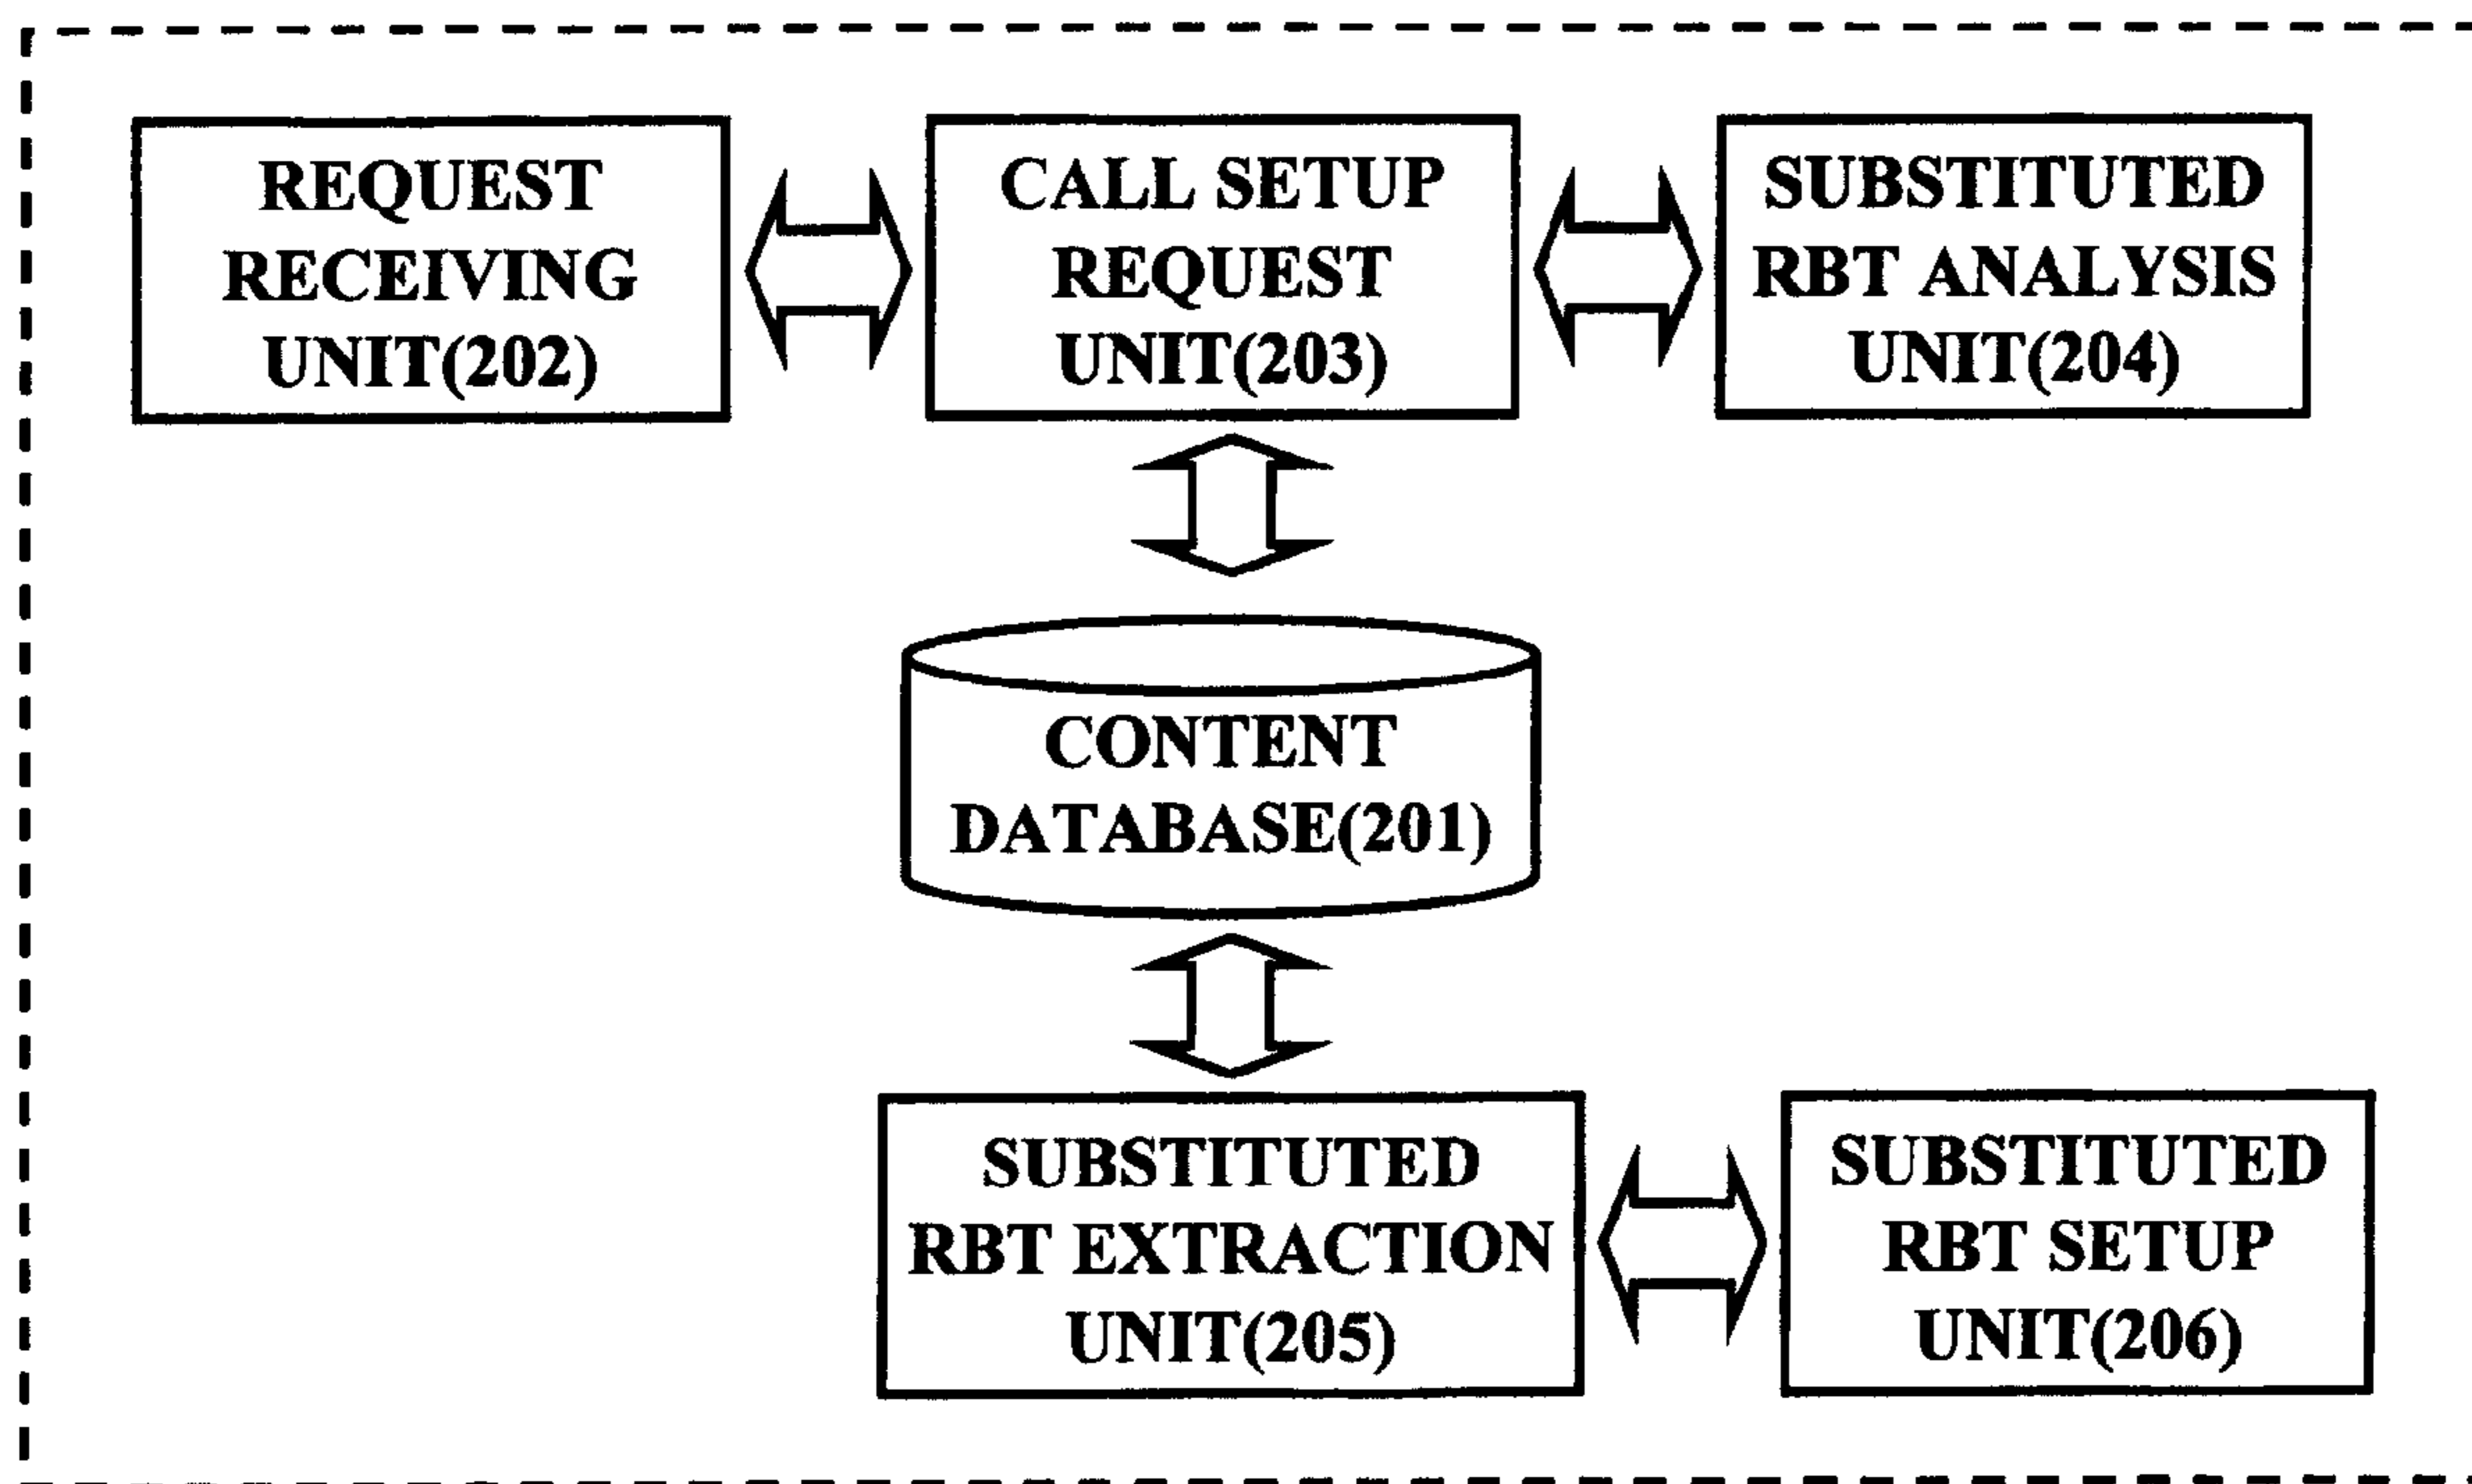 REQUEST
RECEIVING
UNIT(202)
CALL SETUP
REQUEST
UNIT(203)
SUBSTITUTED
RBT ANALYSIS
UNIT(204)
CONTENT
DATABASE(201)
SUBSTITUTED
RBT EXTRACTION
UNIT(205)
SUBSTITUTED
RBT SETUP
UNIT(206)